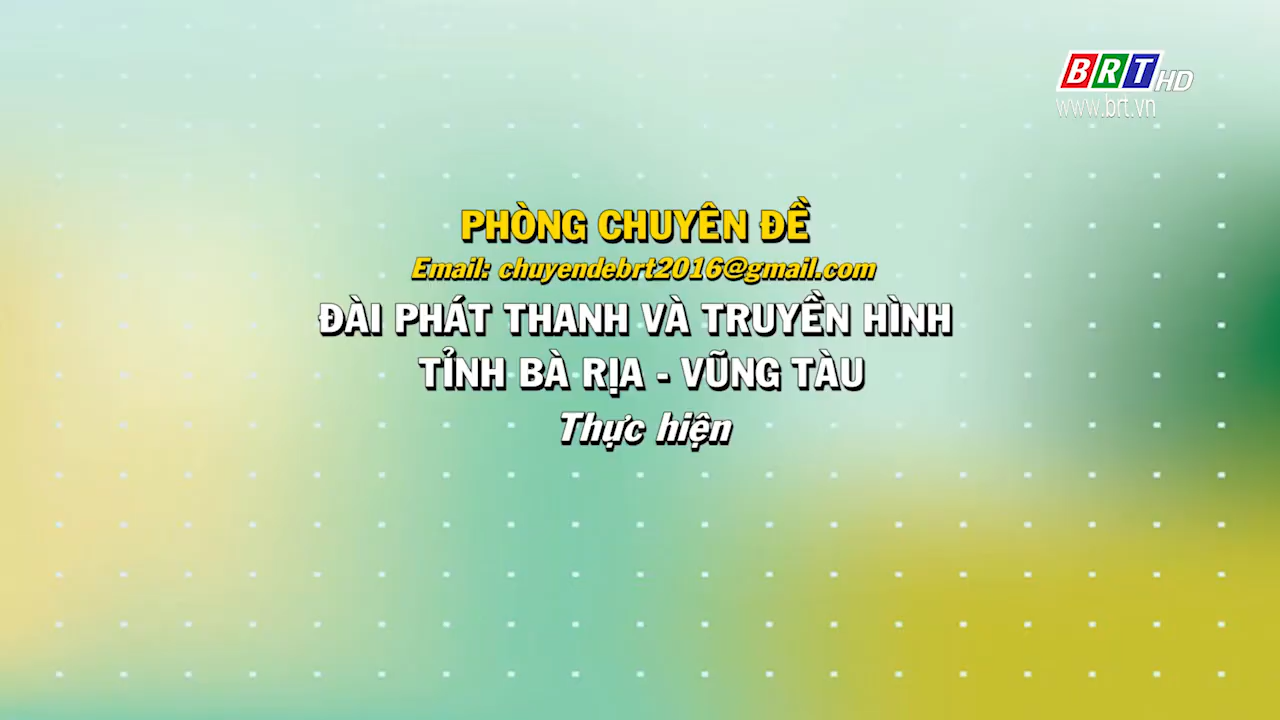 BRT HD
www.brt.vn
PHÒNG CHUYÊN ĐỀ
Email: chuyendebrt2016@gmail.com
ĐÀI PHÁT THANH VÀ TRUYỀN HÌNH
TỈNH BÀ RỊA - VŨNG TÀU
Thực hiện